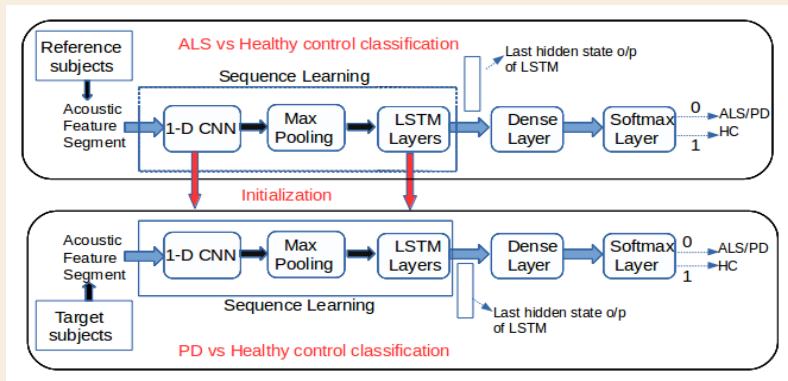 Reference
subjects
ALS vs Healthy control classification
Last hidden state o/p
of LSTM
Sequence Learning
Acoustic
Feature
Segment
1-D CNN
Max
Pooling
LSTM
Layers
Dense
Layer
Softmax
Layer
0
ALS/PD
HC
1
Initialization
Acoustic
Feature
Segment
1-D CNN
Max
Pooling
LSTM
Layers
Dense
Layer
Softmax
Layer
0
ALS/PD
HC
1
Sequence Learning
Last hidden state o/p
of LSTM
Target
subjects
PD vs Healthy control classification